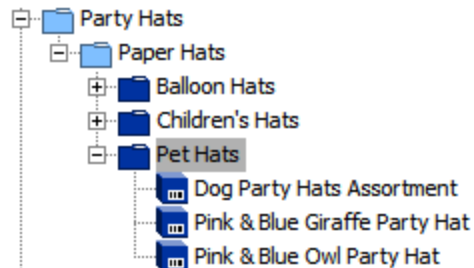 Party Hats
Paper Hats
Balloon Hats
Children's Hats
Pet Hats
Dog Party Hats Assortment
Pink & Blue Giraffe Party Hat
Pink & Blue Owl Party Hat